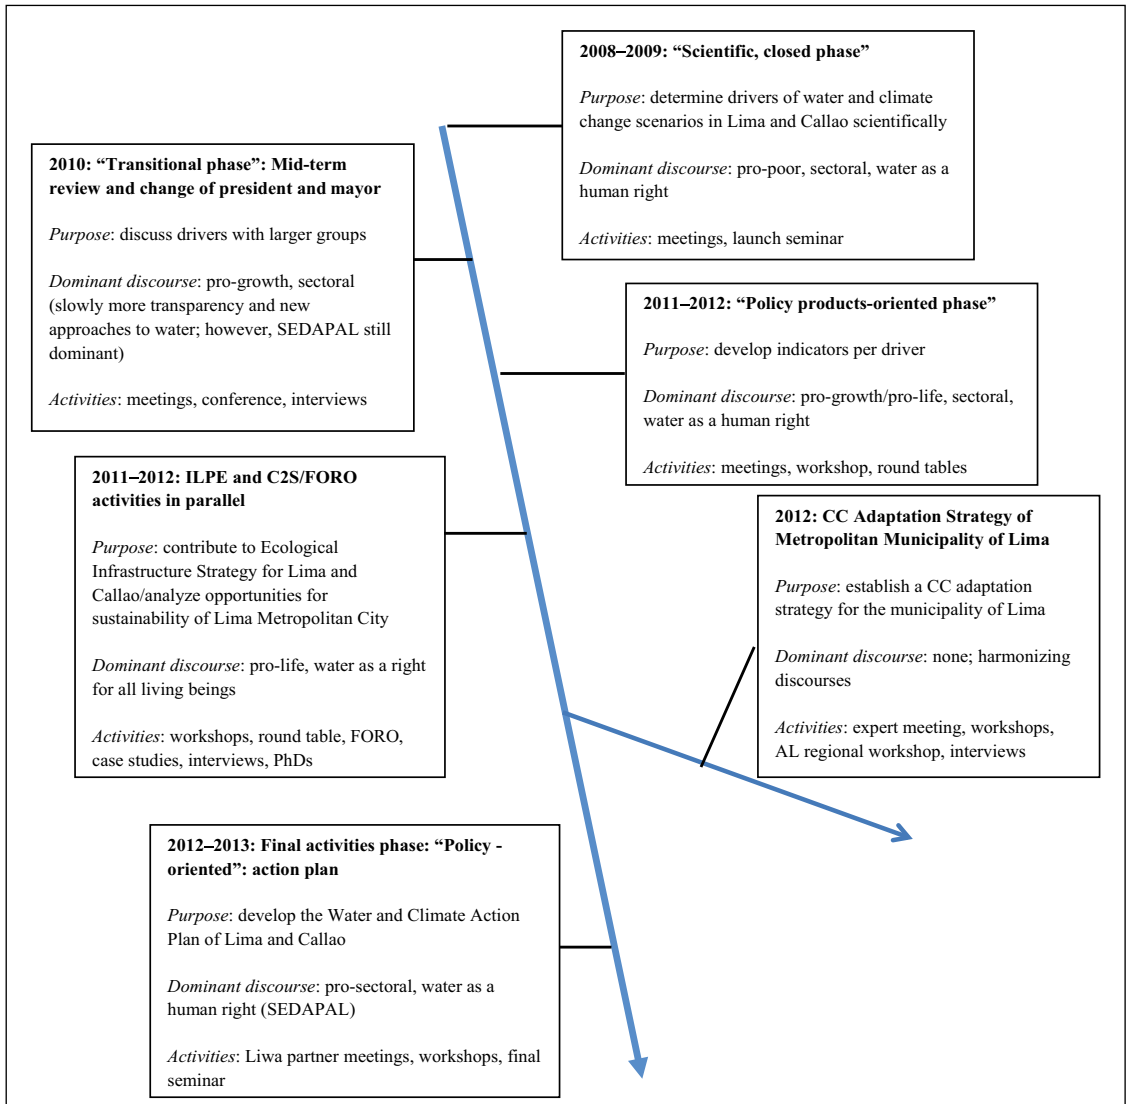 2008–2009: “Scientific, closed phase”
Purpose: determine drivers of water and climate
change scenarios in Lima and Callao scientifically
Dominant discourse: pro-poor, sectoral, water as a
human right
Activities: meetings, launch seminar
2010: “Transitional phase”: Mid-term
review and change of president and mayor
Purpose: discuss drivers with larger groups
Dominant discourse: pro-growth, sectoral
(slowly more transparency and new
approaches to water; however, SEDAPAL still
dominant)
Activities: meetings, conference, interviews
2011–2012: “Policy products-oriented phase”
Purpose: develop indicators per driver
Dominant discourse: pro-growth/pro-life, sectoral,
water as a human right
Activities: meetings, workshop, round tables
2011–2012: ILPE and C2S/FORO
activities in parallel
Purpose: contribute to Ecological
Infrastructure Strategy for Lima and
Callao/analyze opportunities for
sustainability of Lima Metropolitan City
Dominant discourse: pro-life, water as a right
for all living beings
Activities: workshops, round table, FORO,
case studies, interviews, PhDs
2012: CC Adaptation Strategy of
Metropolitan Municipality of Lima
Purpose: establish a CC adaptation
strategy for the municipality of Lima
Dominant discourse: none; harmonizing
discourses
Activities: expert meeting, workshops,
AL regional workshop, interviews
2012–2013: Final activities phase: “Policy -
oriented”: action plan
Purpose: develop the Water and Climate Action
Plan of Lima and Callao
Dominant discourse: pro-sectoral, water as a
human right (SEDAPAL)
Activities: Liwa partner meetings, workshops, final
seminar